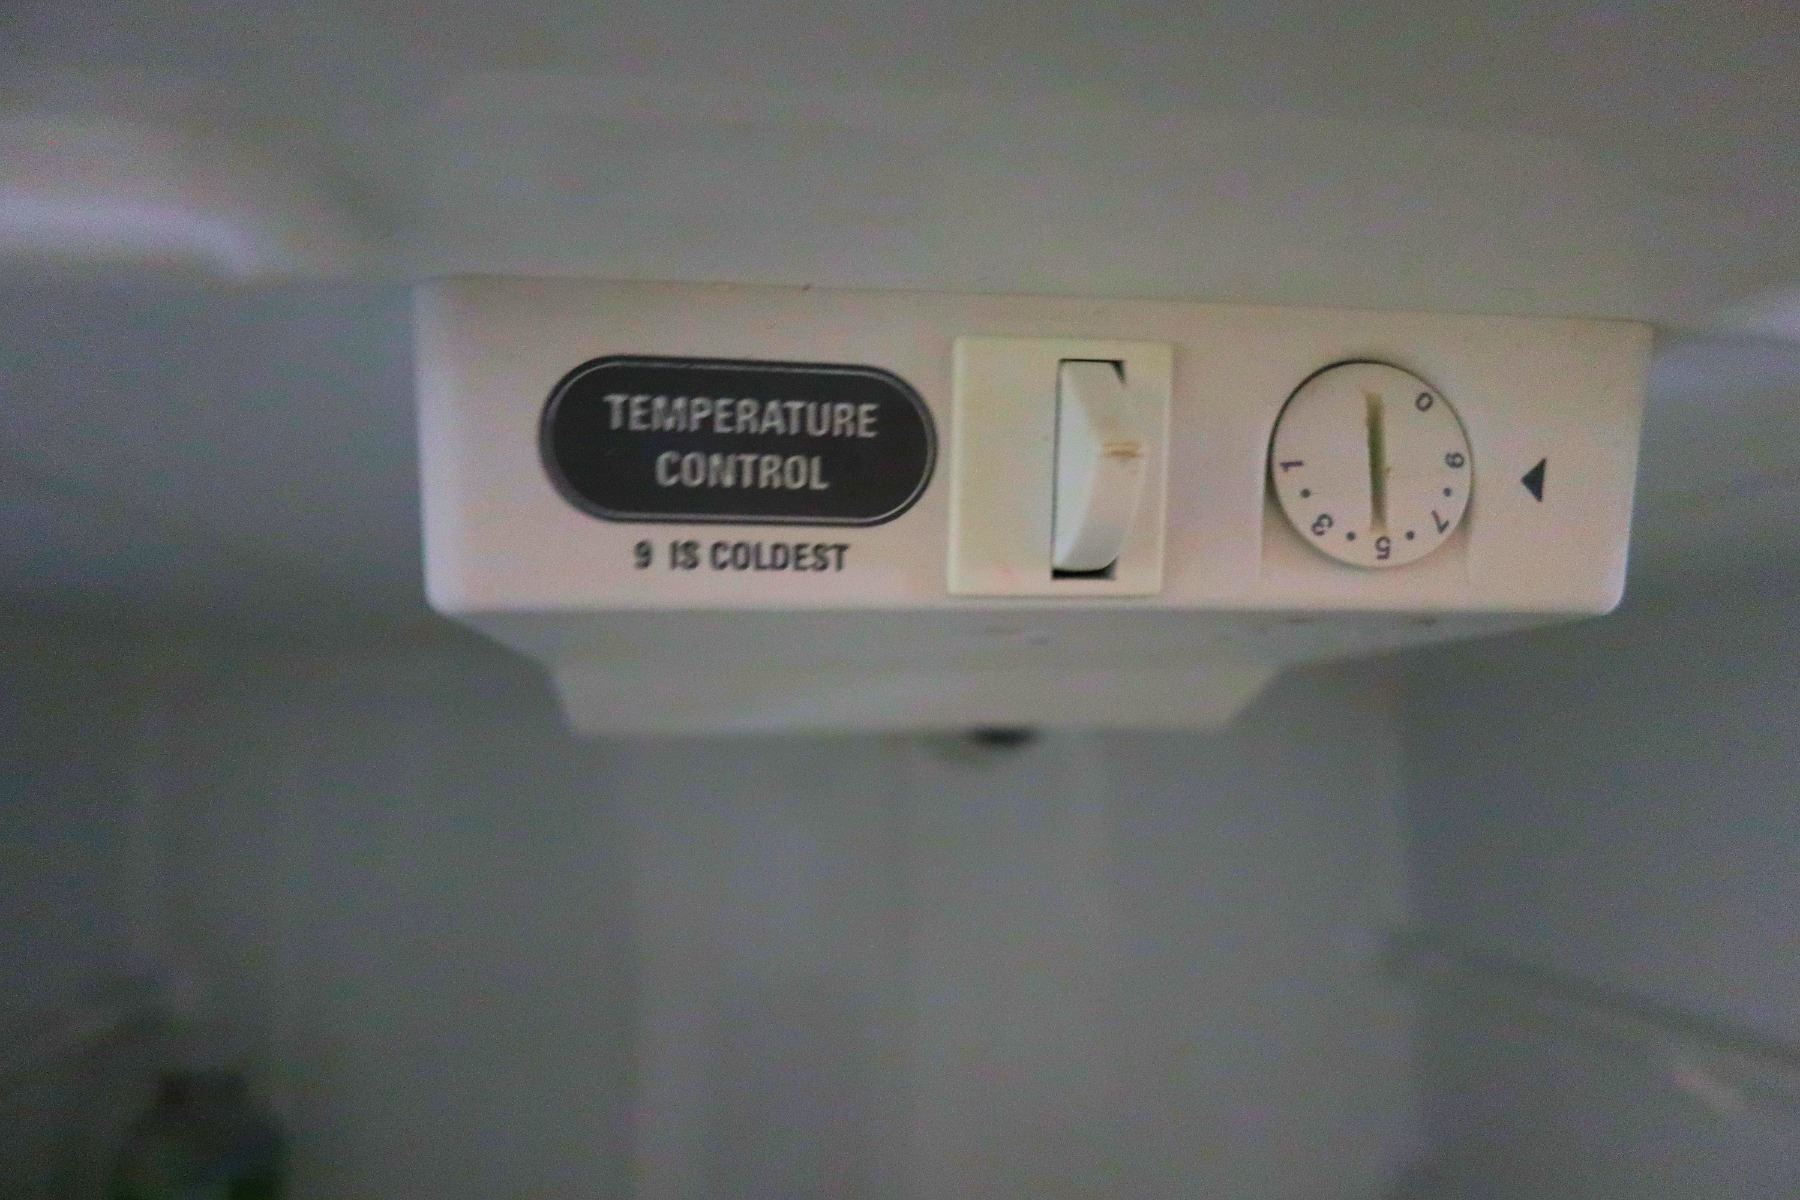 TEMPERATURE
CONTROL
9 IS COLDEST
0
9
7
5
3
1